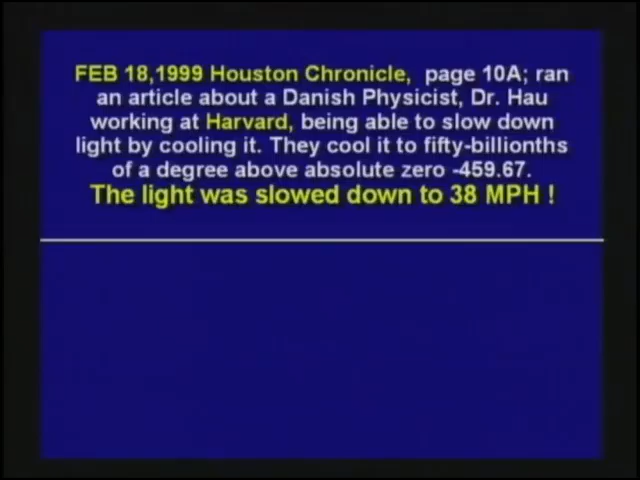 FEB 18,1999 Houston Chronicle, page 10A; ran
an article about a Danish Physicist, Dr. Hau
working at Harvard, being able to slow down
light by cooling it. They cool it to fifty-billionths
of a degree above absolute zero -459.67.
The light was slowed down to 38 MPH !